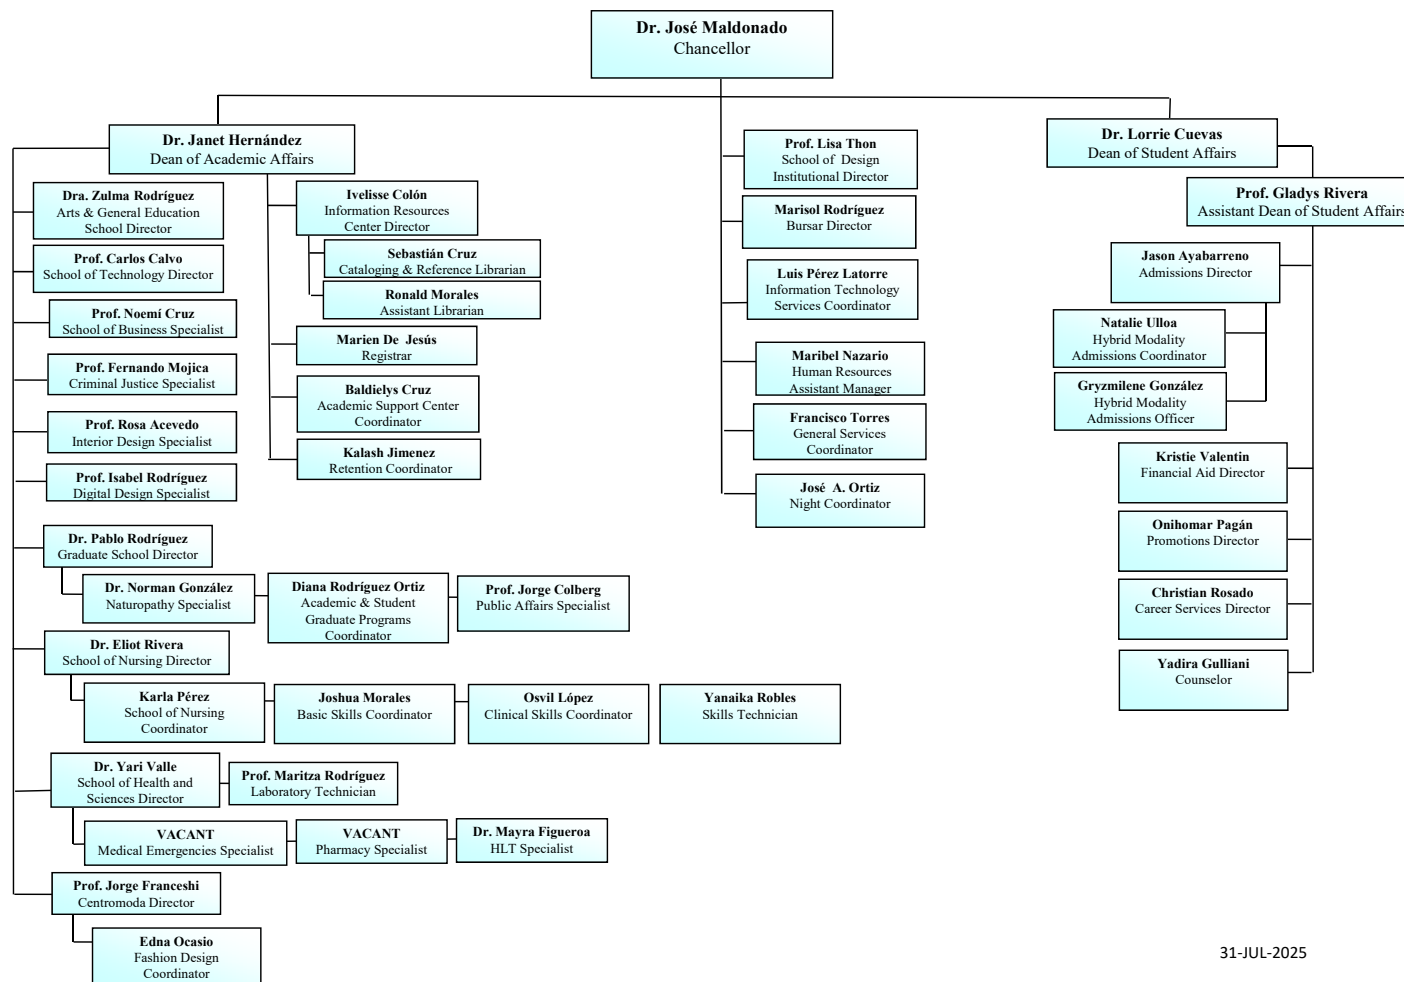 Dr. José Maldonado
Chancellor
Dr. Janet Hernández
Dean of Academic Affairs
Dra. Zulma Rodríguez
Arts & General Education
School Director
Prof. Carlos Calvo
School of Technology Director
Prof. Noemí Cruz
School of Business Specialist
Prof. Fernando Mojica
Criminal Justice Specialist
Prof. Rosa Acevedo
Interior Design Specialist
Prof. Isabel Rodríguez
Digital Design Specialist
Ivelisse Colón
Information Resources
Center Director
Sebastián Cruz
Cataloging & Reference Librarian
Ronald Morales
Assistant Librarian
Marien De Jesús
Registrar
Baldielys Cruz
Academic Support Center
Coordinator
Kalash Jimenez
Retention Coordinator
Dr. Pablo Rodríguez
Graduate School Director
Dr. Norman González
Naturopathy Specialist
Diana Rodríguez Ortiz
Academic & Student
Graduate Programs
Coordinator
Prof. Jorge Colberg
Public Affairs Specialist
Dr. Eliot Rivera
School of Nursing Director
Karla Pérez
School of Nursing
Coordinator
Joshua Morales
Basic Skills Coordinator
Osvil López
Clinical Skills Coordinator
Yanaika Robles
Skills Technician
Dr. Yari Valle
School of Health and
Sciences Director
Prof. Maritza Rodríguez
Laboratory Technician
VACANT
Medical Emergencies Specialist
VACANT
Pharmacy Specialist
Dr. Mayra Figueroa
HLT Specialist
Prof. Jorge Franceshi
Centromoda Director
Edna Ocasio
Fashion Design
Coordinator
Prof. Lisa Thon
School of Design
Institutional Director
Marisol Rodríguez
Bursar Director
Luis Pérez Latorre
Information Technology
Services Coordinator
Maribel Nazario
Human Resources
Assistant Manager
Francisco Torres
General Services
Coordinator
José A. Ortiz
Night Coordinator
Dr. Lorrie Cuevas
Dean of Student Affairs
Prof. Gladys Rivera
Assistant Dean of Student Affairs
Jason Ayabarreno
Admissions Director
Natalie Ulloa
Hybrid Modality
Admissions Coordinator
Gryzmilene González
Hybrid Modality
Admissions Officer
Kristie Valentin
Financial Aid Director
Onihomar Pagán
Promotions Director
Christian Rosado
Career Services Director
Yadira Gulliani
Counselor
31-JUL-2025